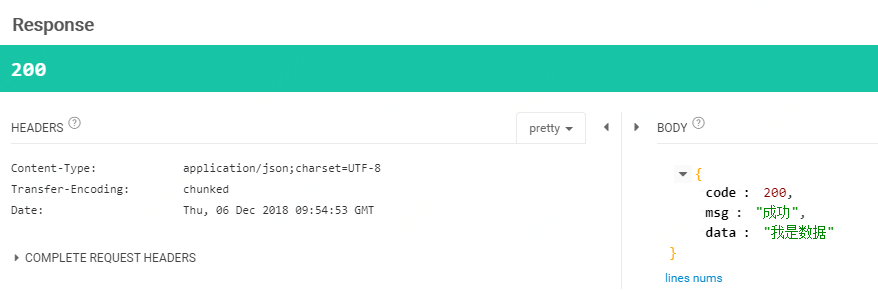 Response
200
HEADERS ?
pretty
Content-Type: application/json;charset=UTF-8
Transfer-Encoding: chunked
Date: Thu, 06 Dec 2018 09:54:53 GMT
COMPLETE REQUEST HEADERS
BODY ?
{
code : 200,
msg : "成功",
data : "我是数据"
}
lines nums